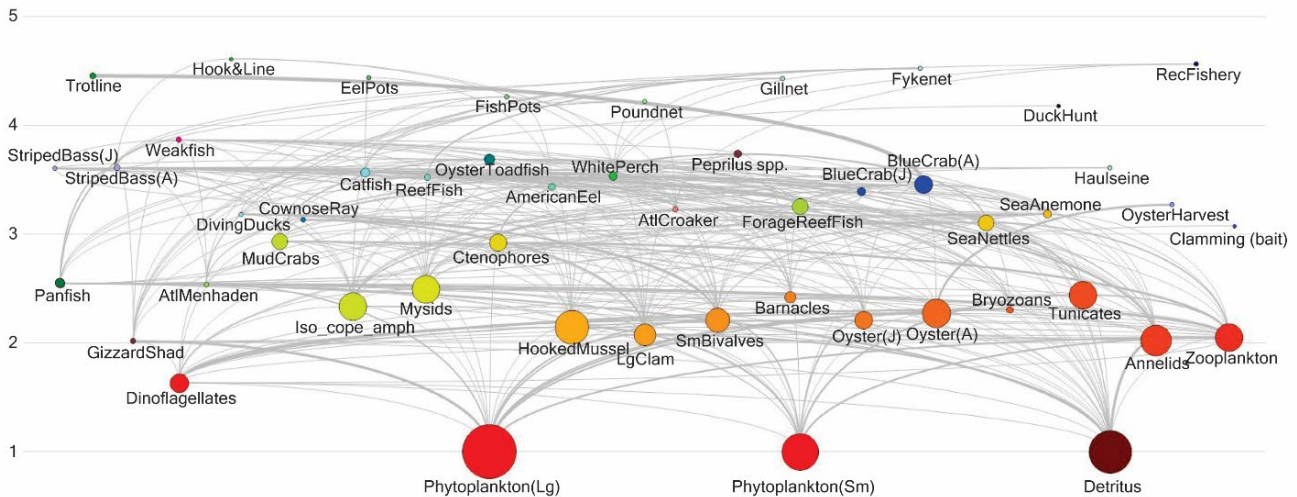 5
Hook&Line
Trotline
EelPots
Gillnet
Fykenet
RecFishery
FishPots
Poundnet
DuckHunt
4
Weakfish
StripedBass(J)
StripedBass(A)
OysterToadfish
WhitePerch
Peprilus spp.
BlueCrab(A)
BlueCrab(J)
Catfish
ReefFish
AmericanEel
Haulseine
CownoseRay
DivingDucks
AtlCroaker
ForageReefFish
SeaAnemone
OysterHarvest
3
MudCrabs
Ctenophores
SeaNettles
Clamming (bait)
Panfish
AtlMenhaden
Mysids
Iso_cope_amph
Barnacles
Bryozoans
Tunicates
HookedMussel
LgClam
SmBivalves
Oyster(J)
Oyster(A)
2
GizzardShad
Annelids
Zooplankton
Dinoflagellates
1
Phytoplankton(Lg)
Phytoplankton(Sm)
Detritus